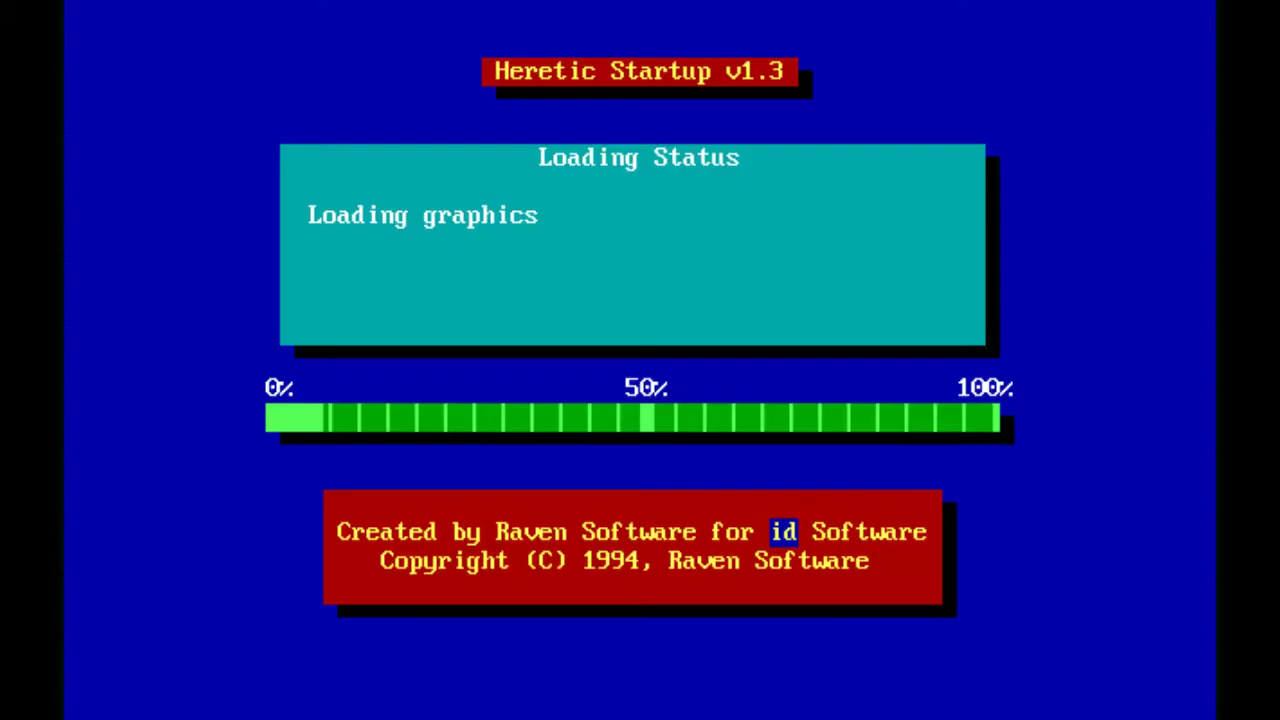 Heretic Startup v1.3
Loading Status
Loading graphics
0% 50% 100%
Created by Raven Software for id Software
Copyright (C) 1994, Raven Software